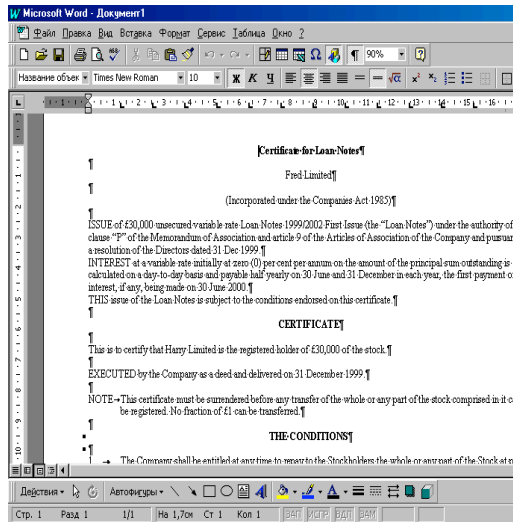 Microsoft Word - Документ1
Файл Правка Вид Вставка Формат Сервис Таблица Окно ?
90%
Название объек Times New Roman 10 Ж К Ч
Certificate for Loan Notes¶
¶
Fred Limited¶
¶
(Incorporated under the Companies Act 1985)¶
¶
ISSUE of £30,000 unsecured variable rate Loan Notes 1999/2002 First Issue (the “Loan Notes”) under the authority of
clause “P” of the Memorandum of Association and article 9 of the Articles of Association of the Company and pursuan
a resolution of the Directors dated 31 Dec 1999.¶
INTEREST at a variable rate initially at zero (0) per cent per annum on the amount of the principal sum outstanding is
calculated on a day-to-day basis and payable half yearly on 30 June and 31 December in each year, the first payment o
interest, if any, being made on 30 June 2000.¶
THIS issue of the Loan Notes is subject to the conditions endorsed on this certificate.¶
CERTIFICATE¶
¶
This is to certify that Harry Limited is the registered holder of £30,000 of the stock.¶
¶
EXECUTED by the Company as a deed and delivered on 31 December 1999.¶
¶
NOTE→This certificate must be surrendered before any transfer of the whole or any part of the stock comprised in it c
be registered. No fraction of £1 can be transferred.¶
¶
THE CONDITIONS¶
¶
1 → The Company shall be entitled at any time to repay to the Stockholders the whole or any part of the Stock at p
Действия Автофигуры
Стр. 1 Разд 1 1/1 На 1,7см Ст 1 Кол 1 ЗАП ИСПР ВДЛ ЗАМ